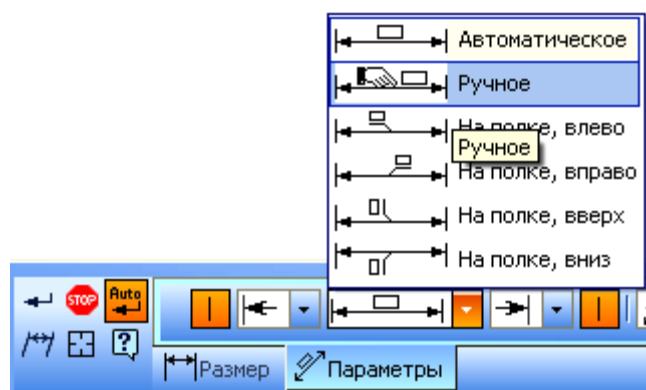 Автоматическое
Ручное
На полке, влево
Ручное
На полке, вправо
На полке, вверх
На полке, вниз
STOP
Auto
Размер
Параметры